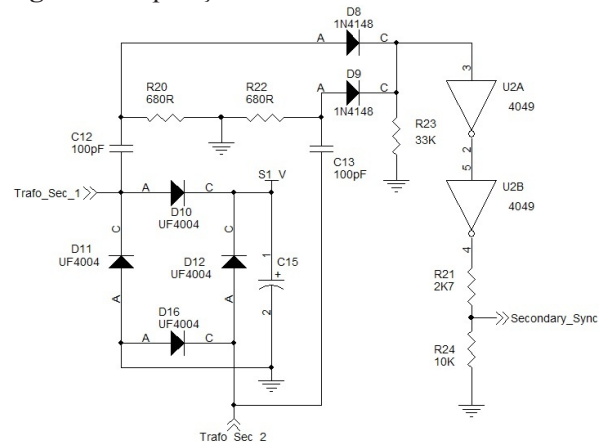 D8
1N4148
A
C
D9
1N4148
A
C
R20
680R
R22
680R
3
U2A
4049
R23
33K
2
C12
100pF
C13
100pF
5
U2B
4049
S1_V
Trafo_Sec_1
A
C
D10
UF4004
C
D11
UF4004
A
C
D12
UF4004
A
1
+
C15
2
4
R21
2K7
D16
UF4004
A
C
Secondary_Sync
R24
10K
Trafo_Sec_2